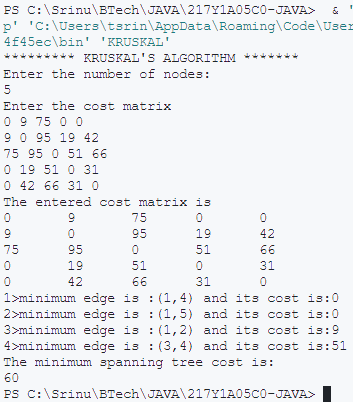 PS C:\Srinu\BTech\JAVA\217Y1A05C0-JAVA>  & '
p' 'C:\Users\tsrin\AppData\Roaming\Code\User
4f45ec\bin' 'KRUSKAL'
********* KRUSKAL'S ALGORITHM *******
Enter the number of nodes:
5
Enter the cost matrix
0 9 75 0 0
9 0 95 19 42
75 95 0 51 66
0 19 51 0 31
0 42 66 31 0
The entered cost matrix is
0 9 75 0 0
9 0 95 19 42
75 95 0 51 66
0 19 51 0 31
0 42 66 31 0
1>minimum edge is :(1,4) and its cost is:0
2>minimum edge is :(1,5) and its cost is:0
3>minimum edge is :(1,2) and its cost is:9
4>minimum edge is :(3,4) and its cost is:51
The minimum spanning tree cost is:
60
PS C:\Srinu\BTech\JAVA\217Y1A05C0-JAVA>